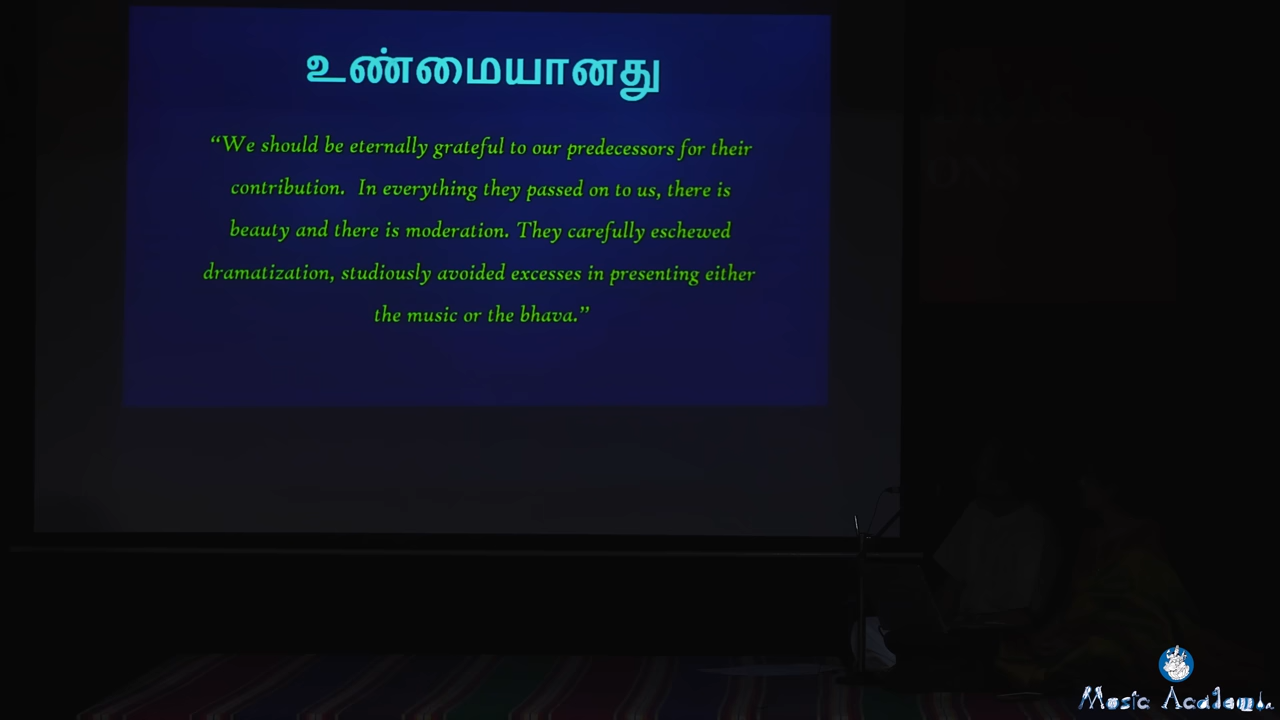 உண்மையானது
“We should be eternally grateful to our predecessors for their
contribution. In everything they passed on to us, there is
beauty and there is moderation. They carefully eschewed
dramatization, studiously avoided excesses in presenting either
the music or the bhava.”
Music Academy